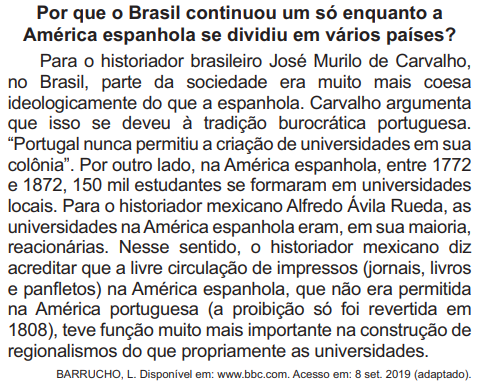 Por que o Brasil continuou um só enquanto a
América espanhola se dividiu em vários países?
Para o historiador brasileiro José Murilo de Carvalho,
no Brasil, parte da sociedade era muito mais coesa
ideologicamente do que a espanhola. Carvalho argumenta
que isso se deveu à tradição burocrática portuguesa.
“Portugal nunca permitiu a criação de universidades em sua
colônia”. Por outro lado, na América espanhola, entre 1772
e 1872, 150 mil estudantes se formaram em universidades
locais. Para o historiador mexicano Alfredo Ávila Rueda, as
universidades na América espanhola eram, em sua maioria,
reacionárias. Nesse sentido, o historiador mexicano diz
acreditar que a livre circulação de impressos (jornais, livros
e panfletos) na América espanhola, que não era permitida
na América portuguesa (a proibição só foi revertida em
1808), teve função muito mais importante na construção de
regionalismos do que propriamente as universidades.
BARRUCHO, L. Disponível em: www.bbc.com. Acesso em: 8 set. 2019 (adaptado).